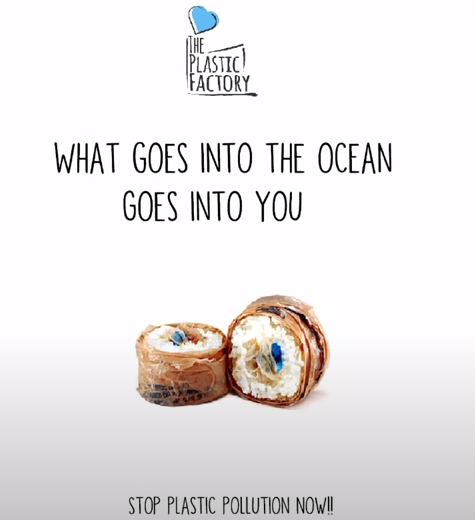 THE
PLASTIC
FACTORY
WHAT GOES INTO THE OCEAN
GOES INTO YOU
STOP PLASTIC POLLUTION NOW!!